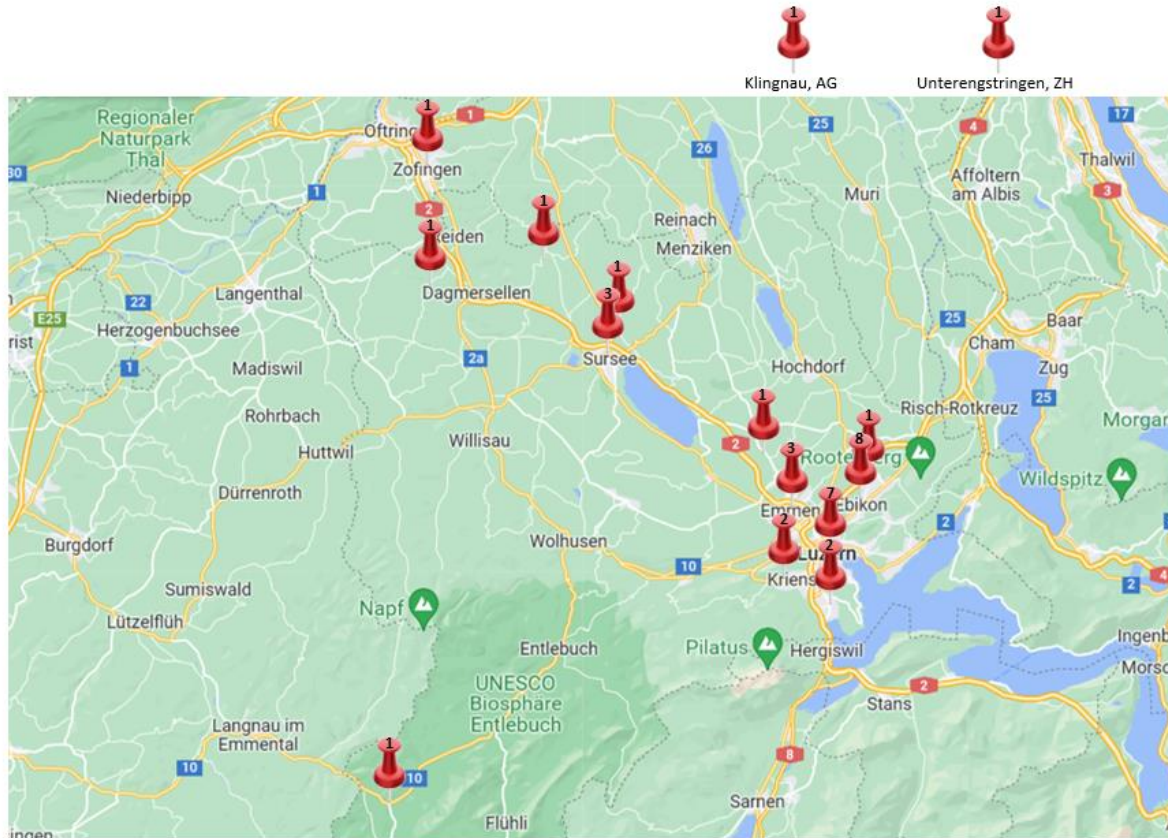 1
1
Klingnau, AG
Unterengstringen, ZH
Regionaler
Naturpark
Thal
Oftring
1
1
25
4
17
30
Niederbipp
1
Zofingen
26
Muri
Affoltern
am Albis
Thalwil
3
2
1
Reinach
Menziken
1
eiden
Langenthal
22
Dagmersellen
1
3
E25
rist
Herzogenbuchsee
1
Madiswil
2a
Sursee
Hochdorf
25
Cham
Baar
Zug
25
Rohrbach
Huttwil
Willisau
1
2
1
Risch-Rotkreuz
Morgar
3
8
Roote
rg
Wildspitz
Dürrenroth
7
Emmen
Ebikon
Burgdorf
Wolhusen
2
2
Luzern
2
10
Kriens
4
2
Sumiswald
Napf
Lützelflüh
Entlebuch
Pilatus
Hergiswil
Ingenb
Morsc
UNESCO
Biosphäre
Entlebuch
2
Stans
Langnau im
Emmental
10
1
10
8
Sarnen
Flühli
ingen